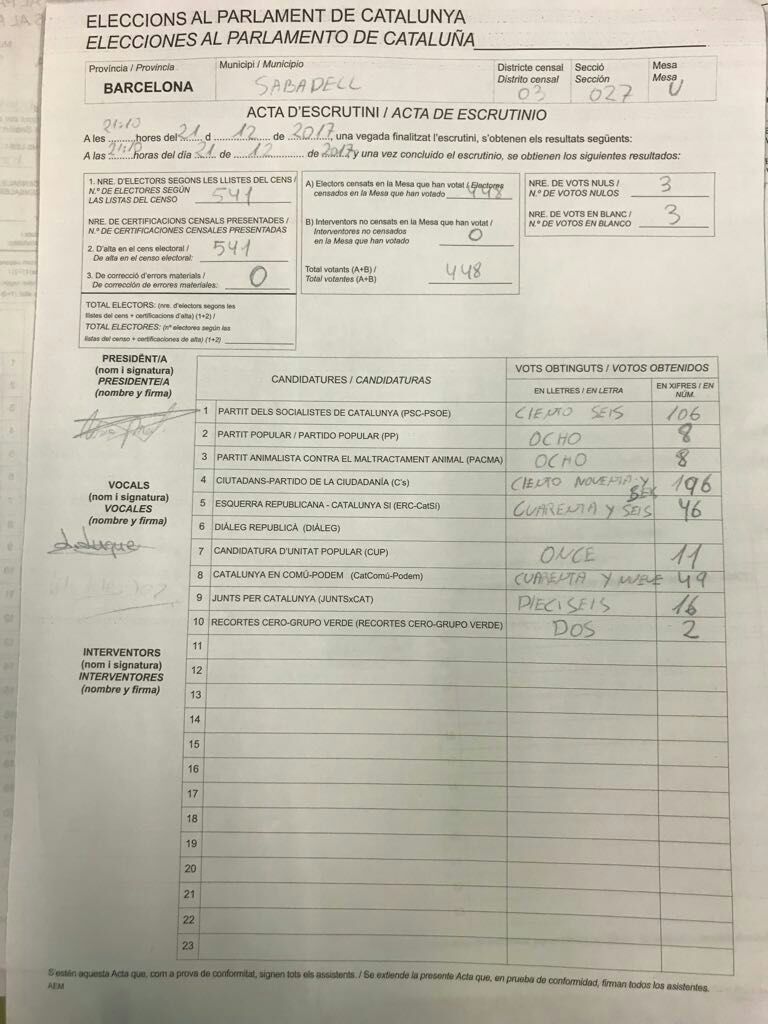 ELECCIONS AL PARLAMENT DE CATALUNYA
ELECCIONES AL PARLAMENTO DE CATALUÑA
Província / Provincia
BARCELONA
Municipi / Municipio
SABADELL
Districte censal
Distrito censal
03
Secció
Sección
027
Mesa
Mesa
U
ACTA D'ESCRUTINI / ACTA DE ESCRUTINIO
A les 21:10 hores del 21 d 12 de 2017, una vegada finalitzat l'escrutini, s'obtenen els resultats següents:
A las 21:10 horas del día 21 de 12 de 2017 y una vez concluido el escrutinio, se obtienen los siguientes resultados:
1. NRE. D'ELECTORS SEGONS LES LLISTES DEL CENS /
N.º DE ELECTORES SEGÚN
LAS LISTAS DEL CENSO 541
NRE. DE CERTIFICACIONS CENSALS PRESENTADES /
N.º DE CERTIFICACIONES CENSALES PRESENTADAS
2. D'alta en el cens electoral /
De alta en el censo electoral: 541
3. De correcció d'errors materials /
De corrección de errores materiales: 0
TOTAL ELECTORS: (nre. d'electors segons les
llistes del cens + certificacions d'alta) (1+2) /
TOTAL ELECTORES: (nº electores según las
listas del censo + certificaciones de alta) (1+2)
A) Electors censats en la Mesa que han votat / Electores
censados en la Mesa que han votado 448
B) Interventors no censats en la Mesa que han votat /
Interventores no censados
en la Mesa que han votado 0
Total votants (A+B) /
Total votantes (A+B) 448
NRE. DE VOTS NULS /
N.º DE VOTOS NULOS 3
NRE. DE VOTS EN BLANC /
N.º DE VOTOS EN BLANCO 3
PRESIDENT/A
(nom i signatura)
PRESIDENTE/A
(nombre y firma)
VOCALS
(nom i signatura)
VOCALES
(nombre y firma)
INTERVENTORS
(nom i signatura)
INTERVENTORES
(nombre y firma)
CANDIDATURES / CANDIDATURAS
VOTS OBTINGUTS / VOTOS OBTENIDOS
EN LLETRES / EN LETRA
EN XIFRES / EN NÚM.
1 PARTIT DELS SOCIALISTES DE CATALUNYA (PSC-PSOE) CIENTO SEIS 106
2 PARTIT POPULAR / PARTIDO POPULAR (PP) OCHO 8
3 PARTIT ANIMALISTA CONTRA EL MALTRACTAMENT ANIMAL (PACMA) OCHO 8
4 CIUTADANS-PARTIDO DE LA CIUDADANÍA (C's) CIENTO NOVENTA Y SEIS 196
5 ESQUERRA REPUBLICANA - CATALUNYA SI (ERC-CatSí) CUARENTA Y SEIS 46
6 DIÀLEG REPUBLICÀ (DIÀLEG)
7 CANDIDATURA D'UNITAT POPULAR (CUP) ONCE 11
8 CATALUNYA EN COMÚ-PODEM (CatComú-Podem) CUARENTA Y NUEVE 49
9 JUNTS PER CATALUNYA (JUNTSxCAT) DIECISEIS 16
10 RECORTES CERO-GRUPO VERDE (RECORTES CERO-GRUPO VERDE) DOS 2
11
12
13
14
15
16
17
18
19
20
21
22
23
S'estén aquesta Acta que, com a prova de conformitat, signen tots els assistents. / Se extiende la presente Acta que, en prueba de conformidad, firman todos los asistentes.
AEM